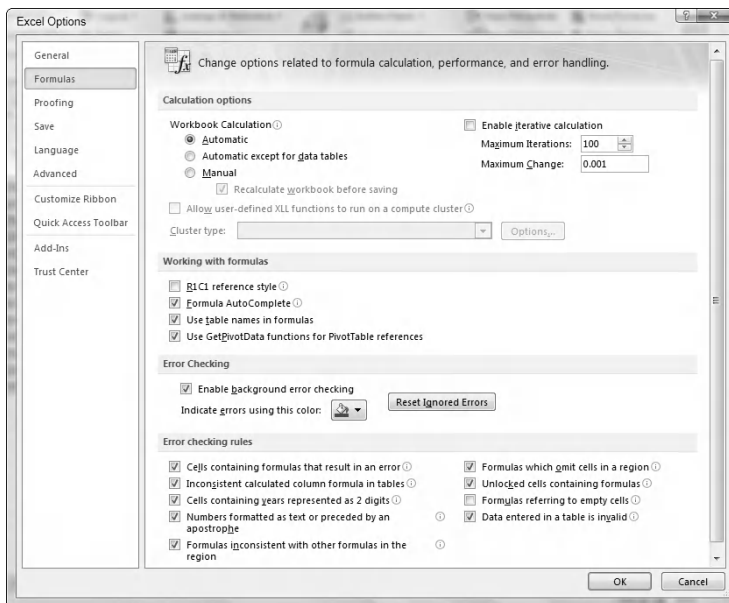 Excel Options
General
Formulas
Proofing
Save
Language
Advanced
Customize Ribbon
Quick Access Toolbar
Add-Ins
Trust Center
Change options related to formula calculation, performance, and error handling.
Calculation options
Workbook Calculation
Automatic
Automatic except for data tables
Manual
Recalculate workbook before saving
Enable iterative calculation
Maximum Iterations: 100
Maximum Change: 0.001
Allow user-defined XLL functions to run on a compute cluster
Cluster type:
Options...
Working with formulas
R1C1 reference style
Formula AutoComplete
Use table names in formulas
Use GetPivotData functions for PivotTable references
Error Checking
Enable background error checking
Indicate errors using this color:
Reset Ignored Errors
Error checking rules
Cells containing formulas that result in an error
Inconsistent calculated column formula in tables
Cells containing years represented as 2 digits
Numbers formatted as text or preceded by an
apostrophe
Formulas inconsistent with other formulas in the
region
Formulas which omit cells in a region
Unlocked cells containing formulas
Formulas referring to empty cells
Data entered in a table is invalid
OK
Cancel